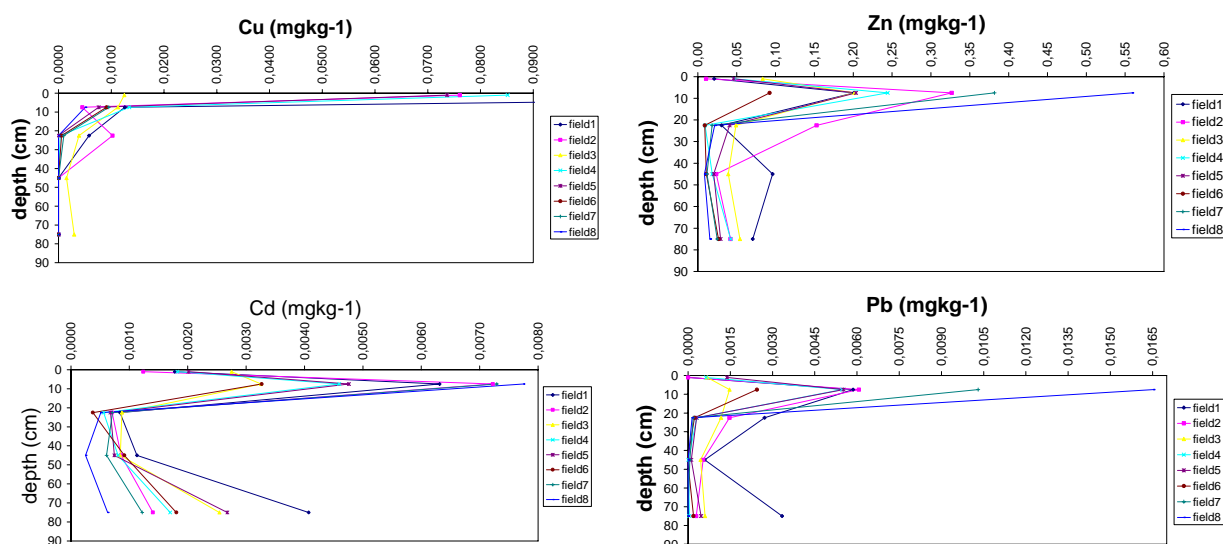 Cu (mgkg-1)
0.0000 0.0100 0.0200 0.0300 0.0400 0.0500 0.0600 0.0700 0.0800 0.0900
0
10
20
30
40
50
60
70
80
90
depth (cm)
field1
field2
field3
field4
field5
field6
field7
field8
Zn (mgkg-1)
0.00 0.05 0.10 0.15 0.20 0.25 0.30 0.35 0.40 0.45 0.50 0.55 0.60
0
10
20
30
40
50
60
70
80
90
depth (cm)
field1
field2
field3
field4
field5
field6
field7
field8
Cd (mgkg-1)
0,0000 0,0010 0,0020 0,0030 0,0040 0,0050 0,0060 0,0070 0,0080
0
10
20
30
40
50
60
70
80
90
depth (cm)
field1
field2
field3
field4
field5
field6
field7
field8
Pb (mgkg-1)
0,0000 0,0015 0,0030 0,0045 0,0060 0,0075 0,0090 0,0105 0,0120 0,0135 0,0150 0,0165
0
10
20
30
40
50
60
70
80
90
depth (cm)
field1
field2
field3
field4
field5
field6
field7
field8